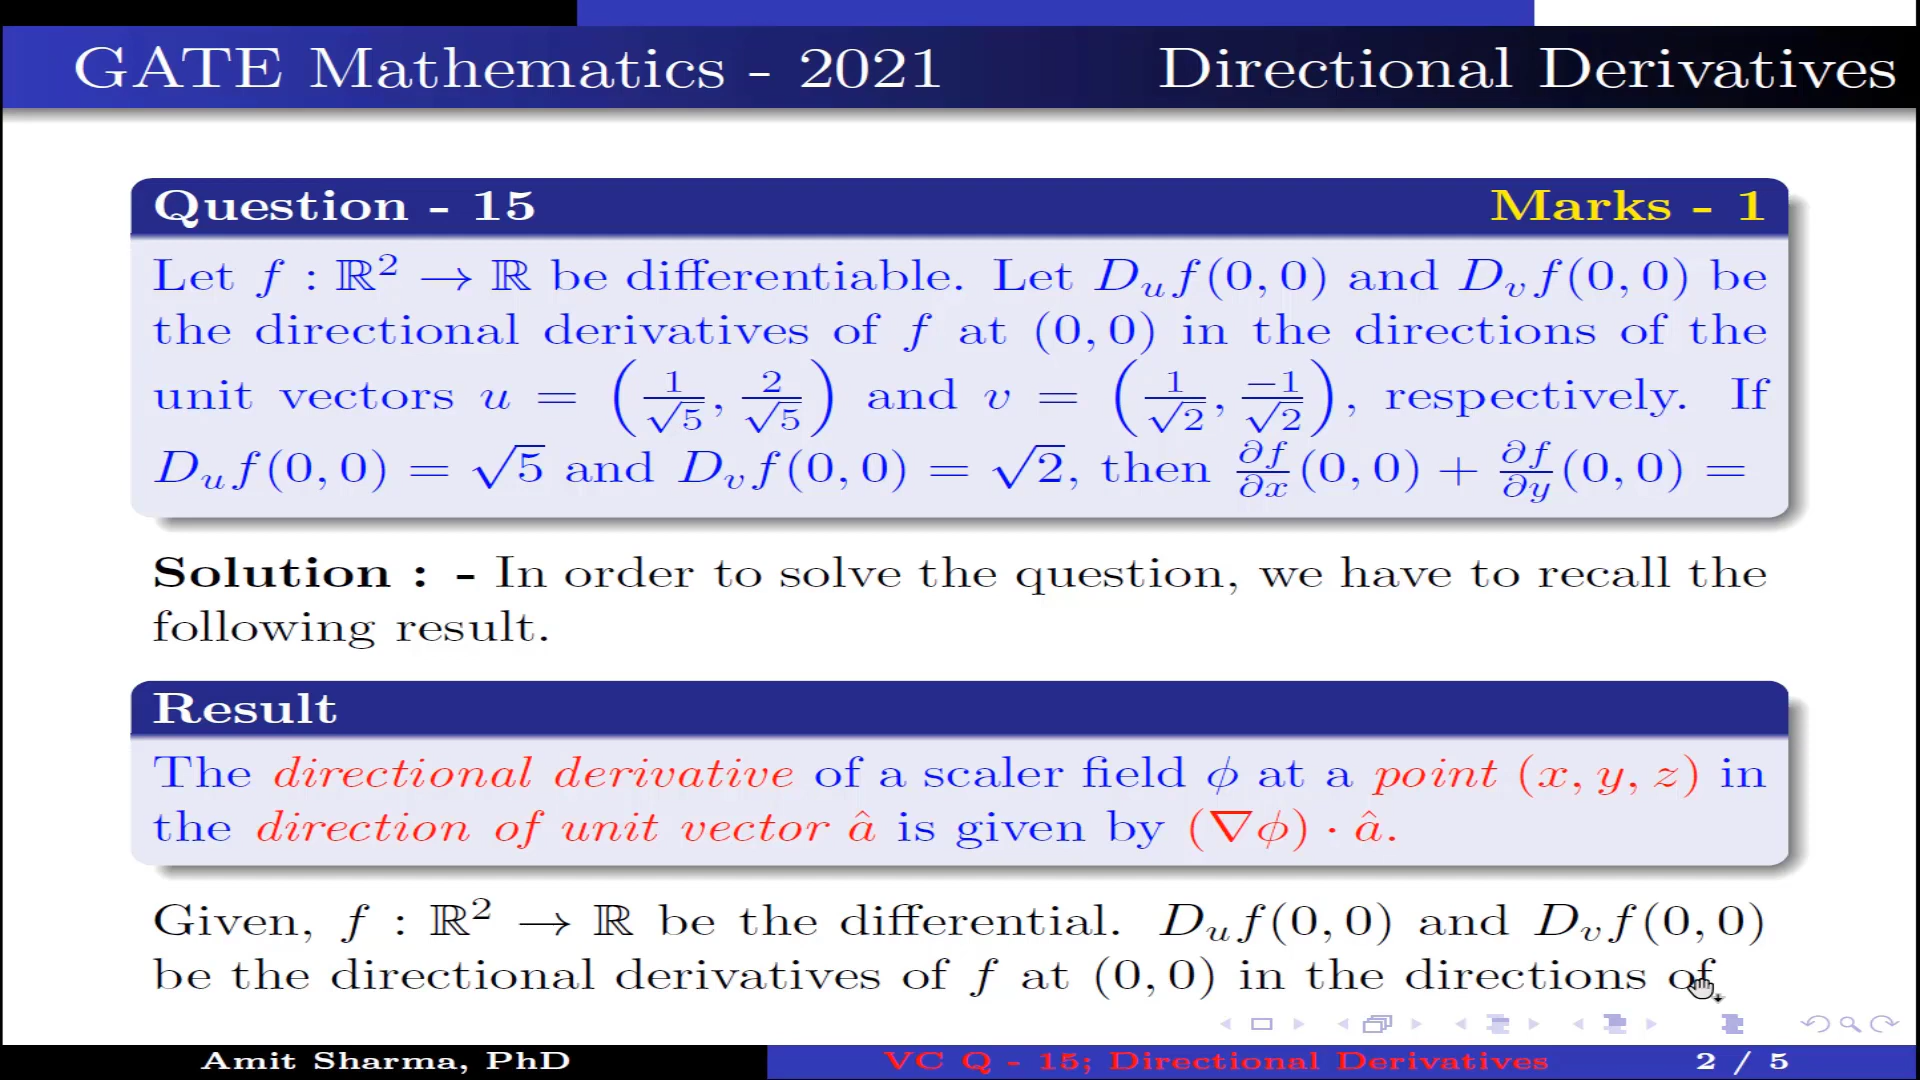 GATE Mathematics - 2021 Directional Derivatives
Question - 15 Marks - 1
Let f : ℝ² → ℝ be differentiable. Let D_u f(0, 0) and D_v f(0, 0) be
the directional derivatives of f at (0, 0) in the directions of the
unit vectors u = (1/√5, 2/√5) and v = (1/√2, −1/√2), respectively. If
D_u f(0, 0) = √5 and D_v f(0, 0) = √2, then ∂f/∂x (0, 0) + ∂f/∂y (0, 0) =
Solution : - In order to solve the question, we have to recall the
following result.
Result
The directional derivative of a scaler field ϕ at a point (x, y, z) in
the direction of unit vector â is given by (∇ϕ) · â.
Given, f : ℝ² → ℝ be the differential. D_u f(0, 0) and D_v f(0, 0)
be the directional derivatives of f at (0, 0) in the directions of
Amit Sharma, PhD VC Q - 15; Directional Derivatives 2 / 5